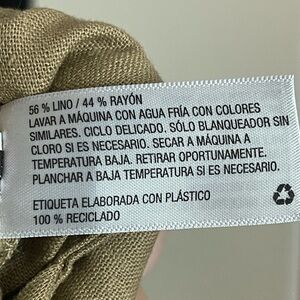 56 % LINO / 44 % RAYÓN
LAVAR A MÁQUINA CON AGUA FRÍA CON COLORES
SIMILARES. CICLO DELICADO. SÓLO BLANQUEADOR SIN
CLORO SI ES NECESARIO. SECAR A MÁQUINA A
TEMPERATURA BAJA. RETIRAR OPORTUNAMENTE.
PLANCHAR A BAJA TEMPERATURA SI ES NECESARIO.
ETIQUETA ELABORADA CON PLÁSTICO
100 % RECICLADO